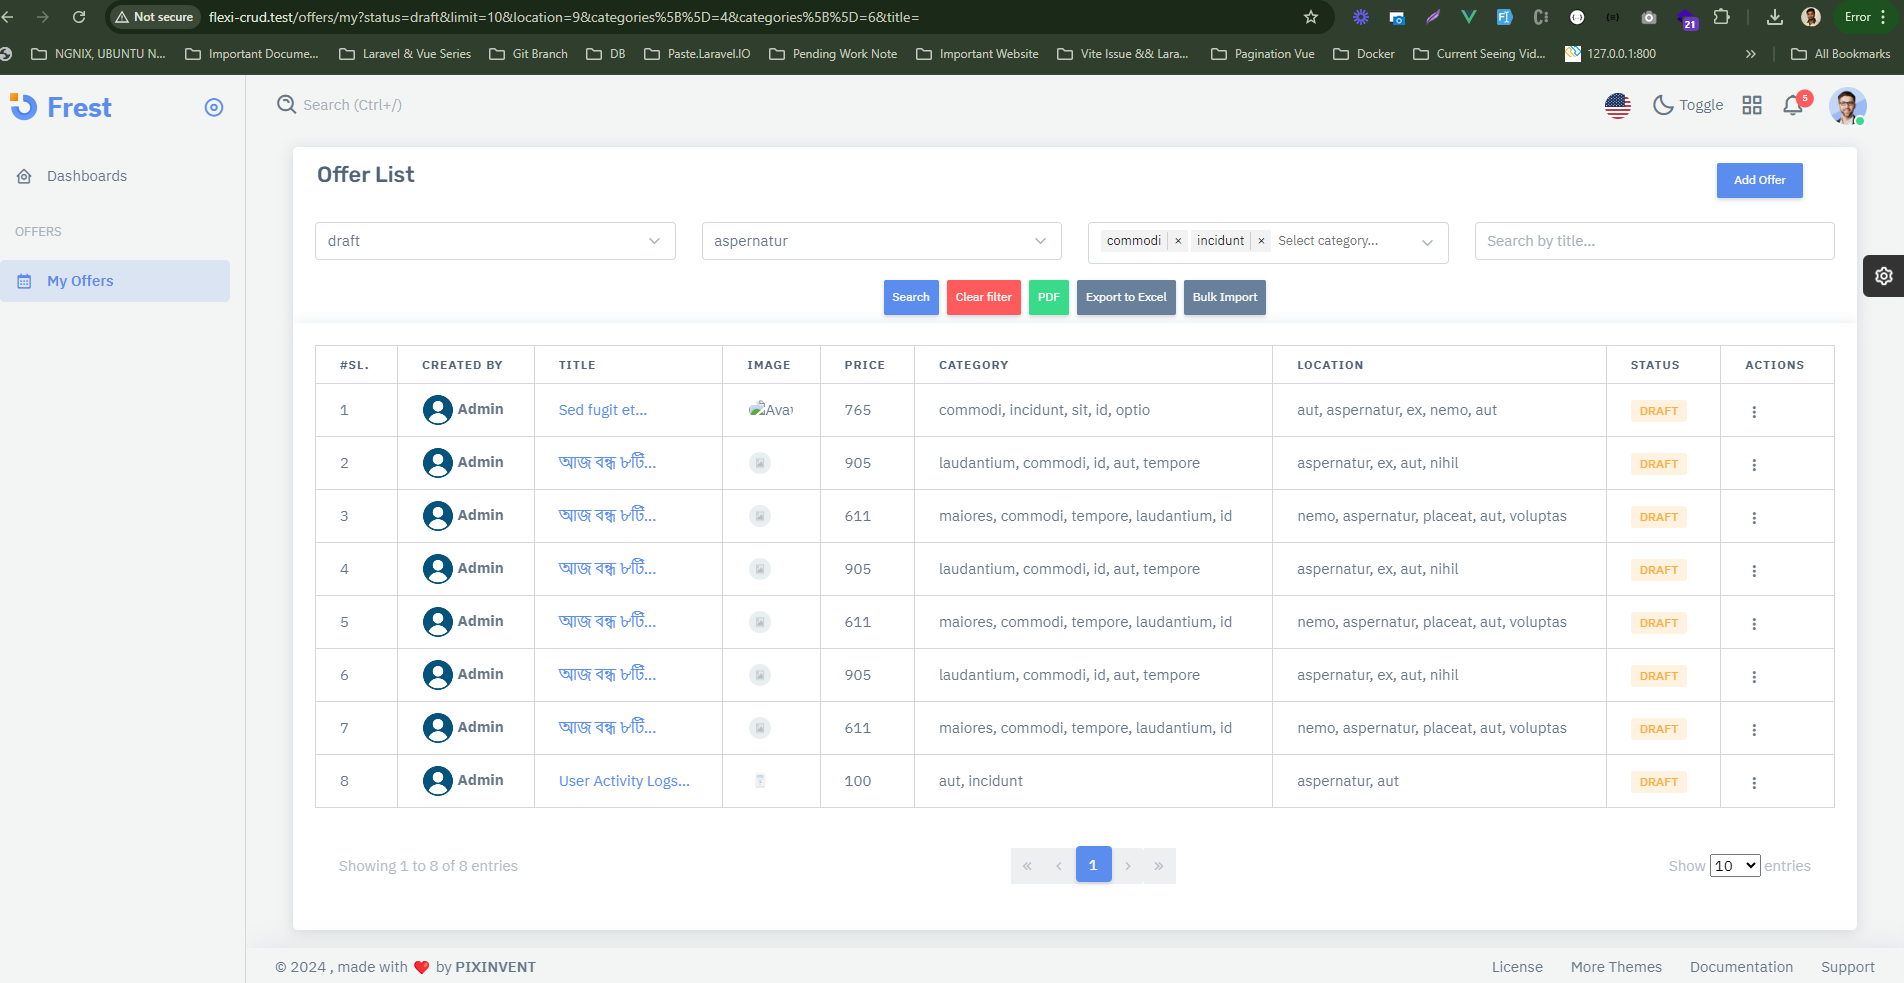 Not secure flexi-crud.test/offers/my?status=draft&limit=10&location=9&categories%5B%5D=4&categories%5B%5D=6&title= 21 Error
NGNIX, UBUNTU N... Important Docume... Laravel & Vue Series Git Branch DB Paste.Laravel.IO Pending Work Note Important Website Vite Issue && Lara... Pagination Vue Docker Current Seeing Vid... 127.0.0.1:800 » All Bookmarks
Frest
Search (Ctrl+/) Toggle 5
Dashboards
OFFERS
My Offers
Offer List
Add Offer
draft aspernatur commodi × incidunt × Select category... Search by title...
Search Clear filter PDF Export to Excel Bulk Import
#SL. CREATED BY TITLE IMAGE PRICE CATEGORY LOCATION STATUS ACTIONS
1 Admin Sed fugit et... 765 commodi, incidunt, sit, id, optio aut, aspernatur, ex, nemo, aut DRAFT
2 Admin আজ বন্ধ ৮টি... 905 laudantium, commodi, id, aut, tempore aspernatur, ex, aut, nihil DRAFT
3 Admin আজ বন্ধ ৮টি... 611 maiores, commodi, tempore, laudantium, id nemo, aspernatur, placeat, aut, voluptas DRAFT
4 Admin আজ বন্ধ ৮টি... 905 laudantium, commodi, id, aut, tempore aspernatur, ex, aut, nihil DRAFT
5 Admin আজ বন্ধ ৮টি... 611 maiores, commodi, tempore, laudantium, id nemo, aspernatur, placeat, aut, voluptas DRAFT
6 Admin আজ বন্ধ ৮টি... 905 laudantium, commodi, id, aut, tempore aspernatur, ex, aut, nihil DRAFT
7 Admin আজ বন্ধ ৮টি... 611 maiores, commodi, tempore, laudantium, id nemo, aspernatur, placeat, aut, voluptas DRAFT
8 Admin User Activity Logs... 100 aut, incidunt aspernatur, aut DRAFT
Showing 1 to 8 of 8 entries « ‹ 1 › » Show 10 entries
© 2024 , made with ❤️ by PIXINVENT License More Themes Documentation Support